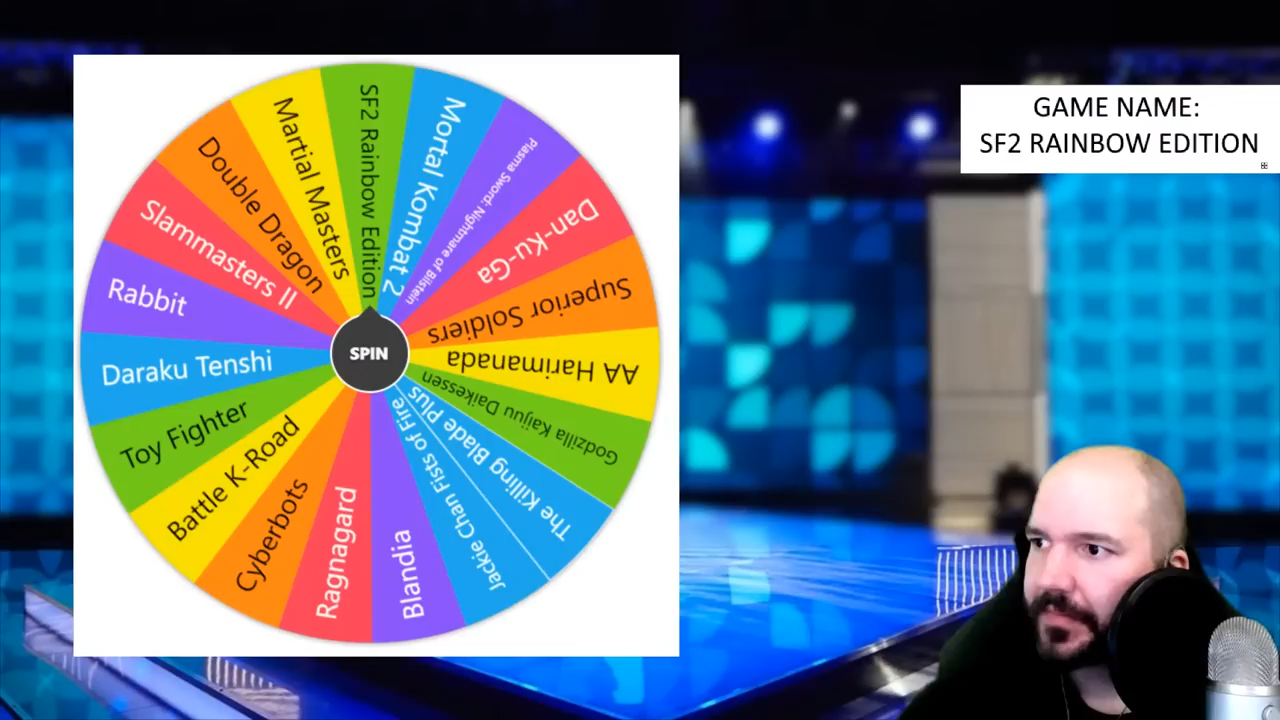 GAME NAME:
SF2 RAINBOW EDITION
SF2 Rainbow Edition
Mortal Kombat 2
Plasma Sword: Nightmare of Bilstein
Dan-Ku-Ga
Superior Soldiers
AA Harimanada
Godzilla Kaijuu Daikessen
The Killing Blade Plus
Jackie Chan Fists of Fire
Blandia
Ragnagard
Cyberbots
Battle K-Road
Toy Fighter
Daraku Tenshi
Rabbit
Slammasters II
Double Dragon
Martial Masters
SPIN